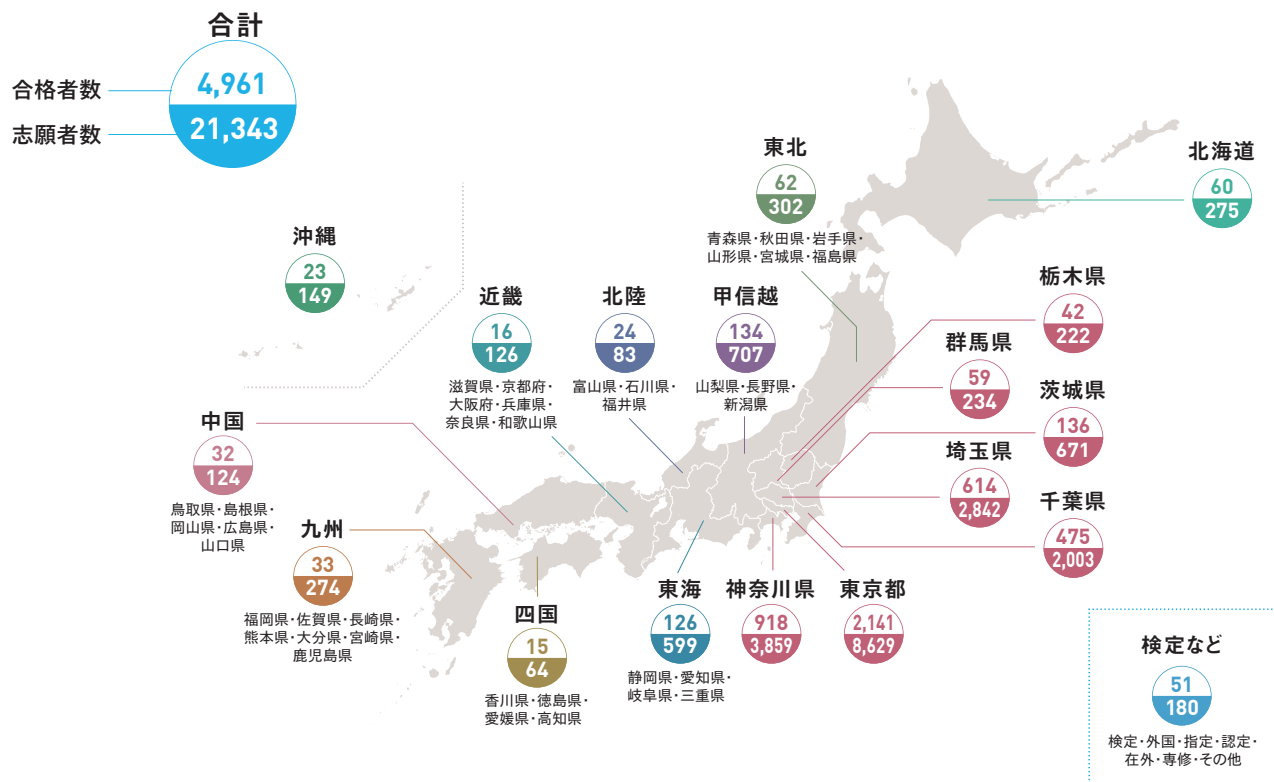 合計
合格者数
4,961
志願者数
21,343
北海道
60
275
東北
62
302
青森県・秋田県・岩手県・
山形県・宮城県・福島県
沖縄
23
149
近畿
16
126
滋賀県・京都府・
大阪府・兵庫県・
奈良県・和歌山県
北陸
24
83
富山県・石川県・
福井県
甲信越
134
707
山梨県・長野県・
新潟県
栃木県
42
222
群馬県
59
234
茨城県
136
671
埼玉県
614
2,842
千葉県
475
2,003
中国
32
124
鳥取県・島根県・
岡山県・広島県・
山口県
九州
33
274
福岡県・佐賀県・長崎県・
熊本県・大分県・宮崎県・
鹿児島県
四国
15
64
香川県・徳島県・
愛媛県・高知県
東海
126
599
静岡県・愛知県・
岐阜県・三重県
神奈川県
918
3,859
東京都
2,141
8,629
検定など
51
180
検定・外国・指定・認定・
在外・専修・その他